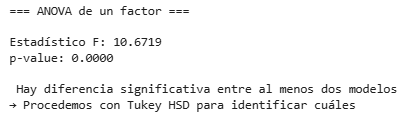 === ANOVA de un factor ===
Estadístico F: 10.6719
p-value: 0.0000
Hay diferencia significativa entre al menos dos modelos
→ Procedemos con Tukey HSD para identificar cuáles